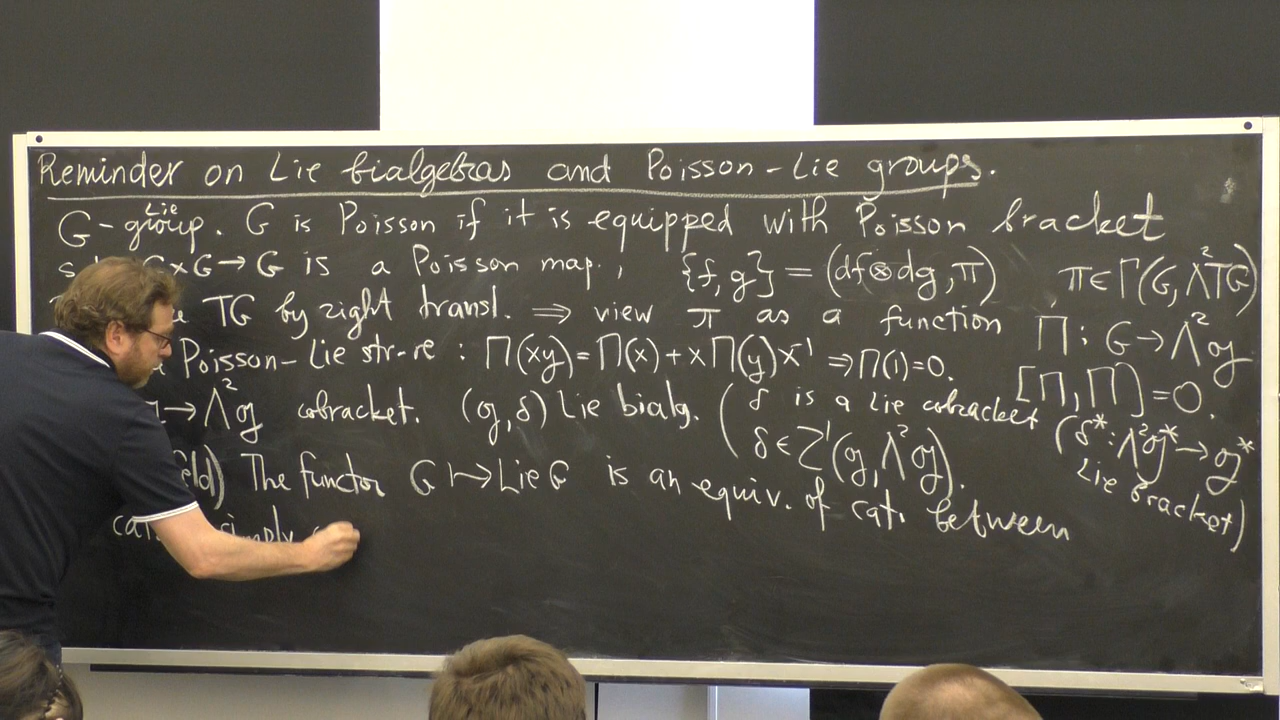 Reminder on Lie bialgebras and Poisson-Lie groups.
G - Lie group. G is Poisson if it is equipped with Poisson bracket
G×G→G is a Poisson map, {f,g} = (df⊗dg, π) π∈Γ(G, Λ²TG)
TG by right transl. ⇒ view π as a function Π: G→Λ²𝔤
Poisson-Lie str-re : Π(xy)=Π(x)+xΠ(y)x⁻¹ ⇒Π(1)=0. [Π,Π]=0.
→Λ²𝔤 cobracket. (𝔤,δ) Lie bialg. (δ is a Lie cobracket (δ*: Λ²𝔤*→𝔤* Lie bracket)
δ∈Z¹(𝔤,Λ²𝔤).
The functor G↦Lie G is an equiv. of cat. between
simply